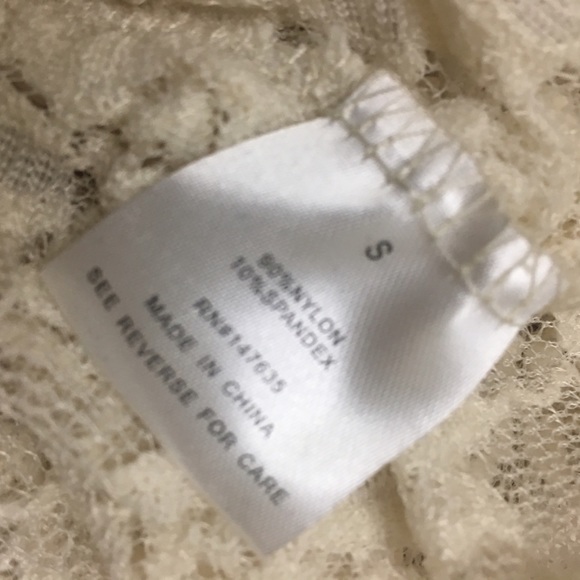 S
90%NYLON
10%SPANDEX
RN#147635
MADE IN CHINA
SEE REVERSE FOR CARE